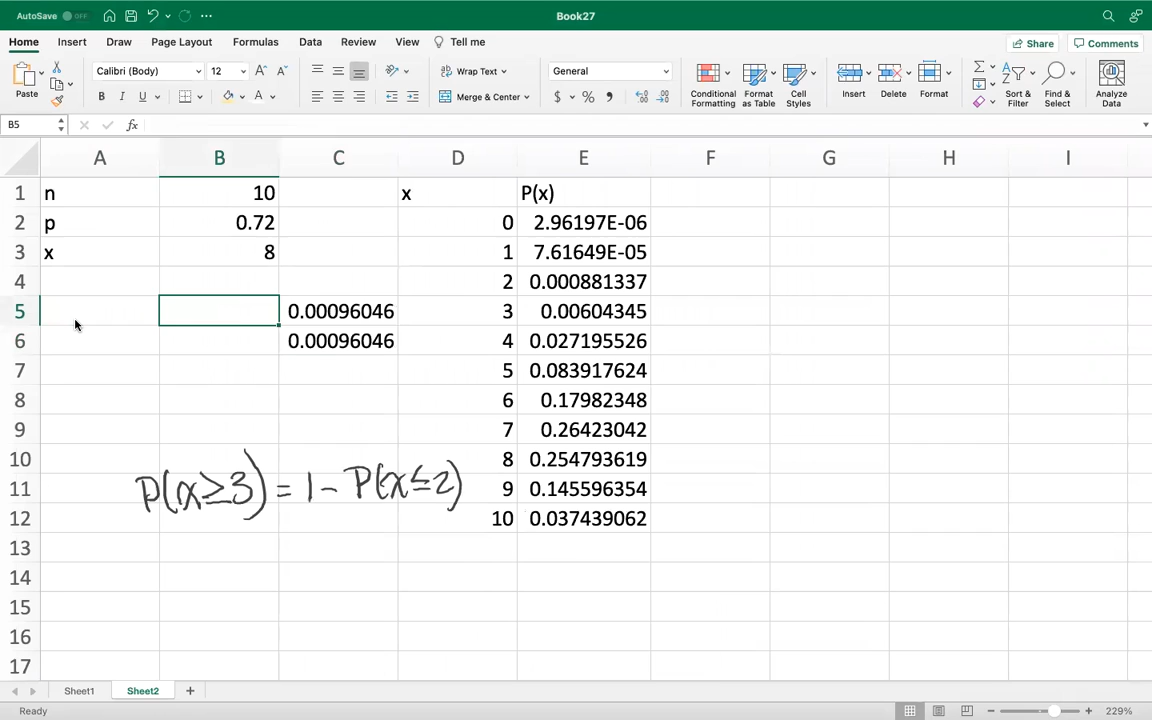 AutoSave OFF Book27
Home Insert Draw Page Layout Formulas Data Review View Tell me Share Comments
Paste Calibri (Body) 12 A A Wrap Text General Conditional Formatting Format as Table Cell Styles Insert Delete Format Sort & Filter Find & Select Analyze Data
B I U A Merge & Center $ % 9
B5 fx
A B C D E F G H I
1 n 10 x P(x)
2 p 0.72 0 2.96197E-06
3 x 8 1 7.61649E-05
4 2 0.000881337
5 0.00096046 3 0.00604345
6 0.00096046 4 0.027195526
7 5 0.083917624
8 6 0.17982348
9 7 0.26423042
10 8 0.254793619
11 P(x≥3) = 1 - P(x≤2) 9 0.145596354
12 10 0.037439062
13
14
15
16
17
Sheet1 Sheet2 +
Ready 229%